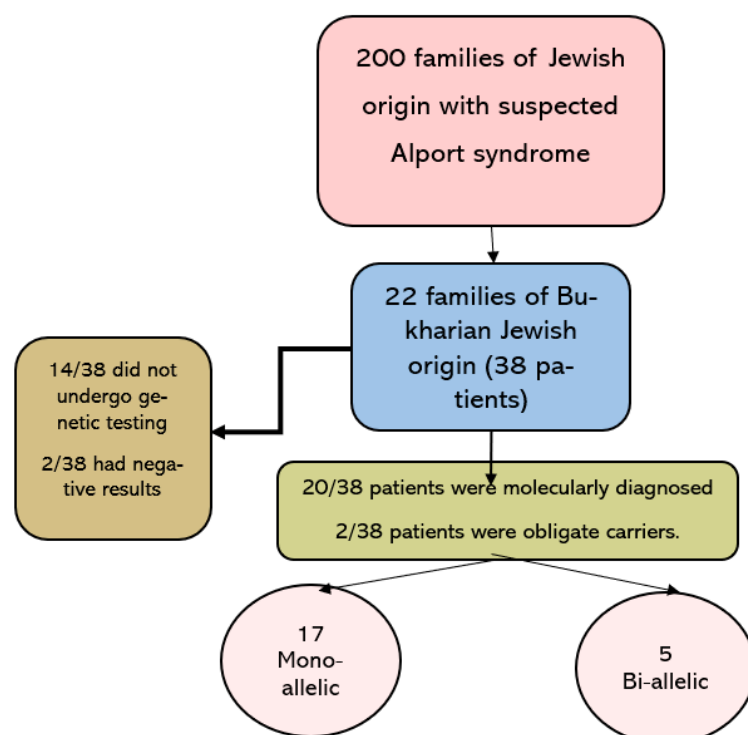 200 families of Jewish
origin with suspected
Alport syndrome
22 families of Bu-
kharian Jewish
origin (38 pa-
tients)
14/38 did not
undergo ge-
netic testing
2/38 had nega-
tive results
20/38 patients were molecularly diagnosed
2/38 patients were obligate carriers.
17
Mono-
allelic
5
Bi-allelic